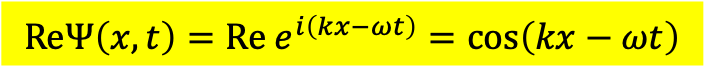 ReΨ(x, t) = Re e^{i(kx−ωt)} = cos(kx − ωt)